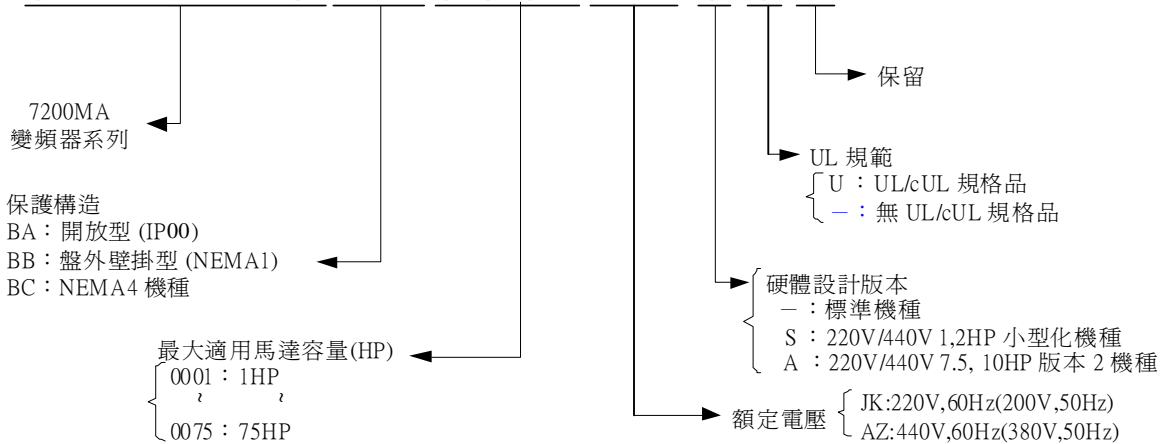 保留
7200MA
變頻器系列
UL 規範
U：UL/cUL 規格品
－：無 UL/cUL 規格品
保護構造
BA：開放型 (IP00)
BB：盤外壁掛型 (NEMA1)
BC：NEMA4 機種
硬體設計版本
－：標準機種
S：220V/440V 1,2HP 小型化機種
A：220V/440V 7.5, 10HP 版本 2 機種
最大適用馬達容量(HP)
0001：1HP
~ ~
0075：75HP
額定電壓
JK:220V,60Hz(200V,50Hz)
AZ:440V,60Hz(380V,50Hz)